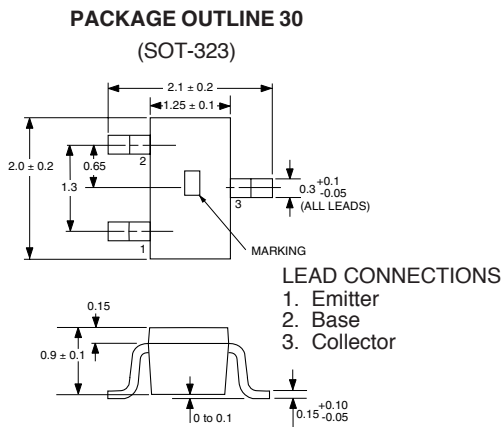 PACKAGE OUTLINE 30
(SOT-323)
2.1 ± 0.2
1.25 ± 0.1
2.0 ± 0.2
2
0.65
1.3
3
0.3 +0.1 -0.05
(ALL LEADS)
1
MARKING
LEAD CONNECTIONS
1. Emitter
2. Base
3. Collector
0.15
0.9 ± 0.1
0 to 0.1
0.15 +0.10 -0.05